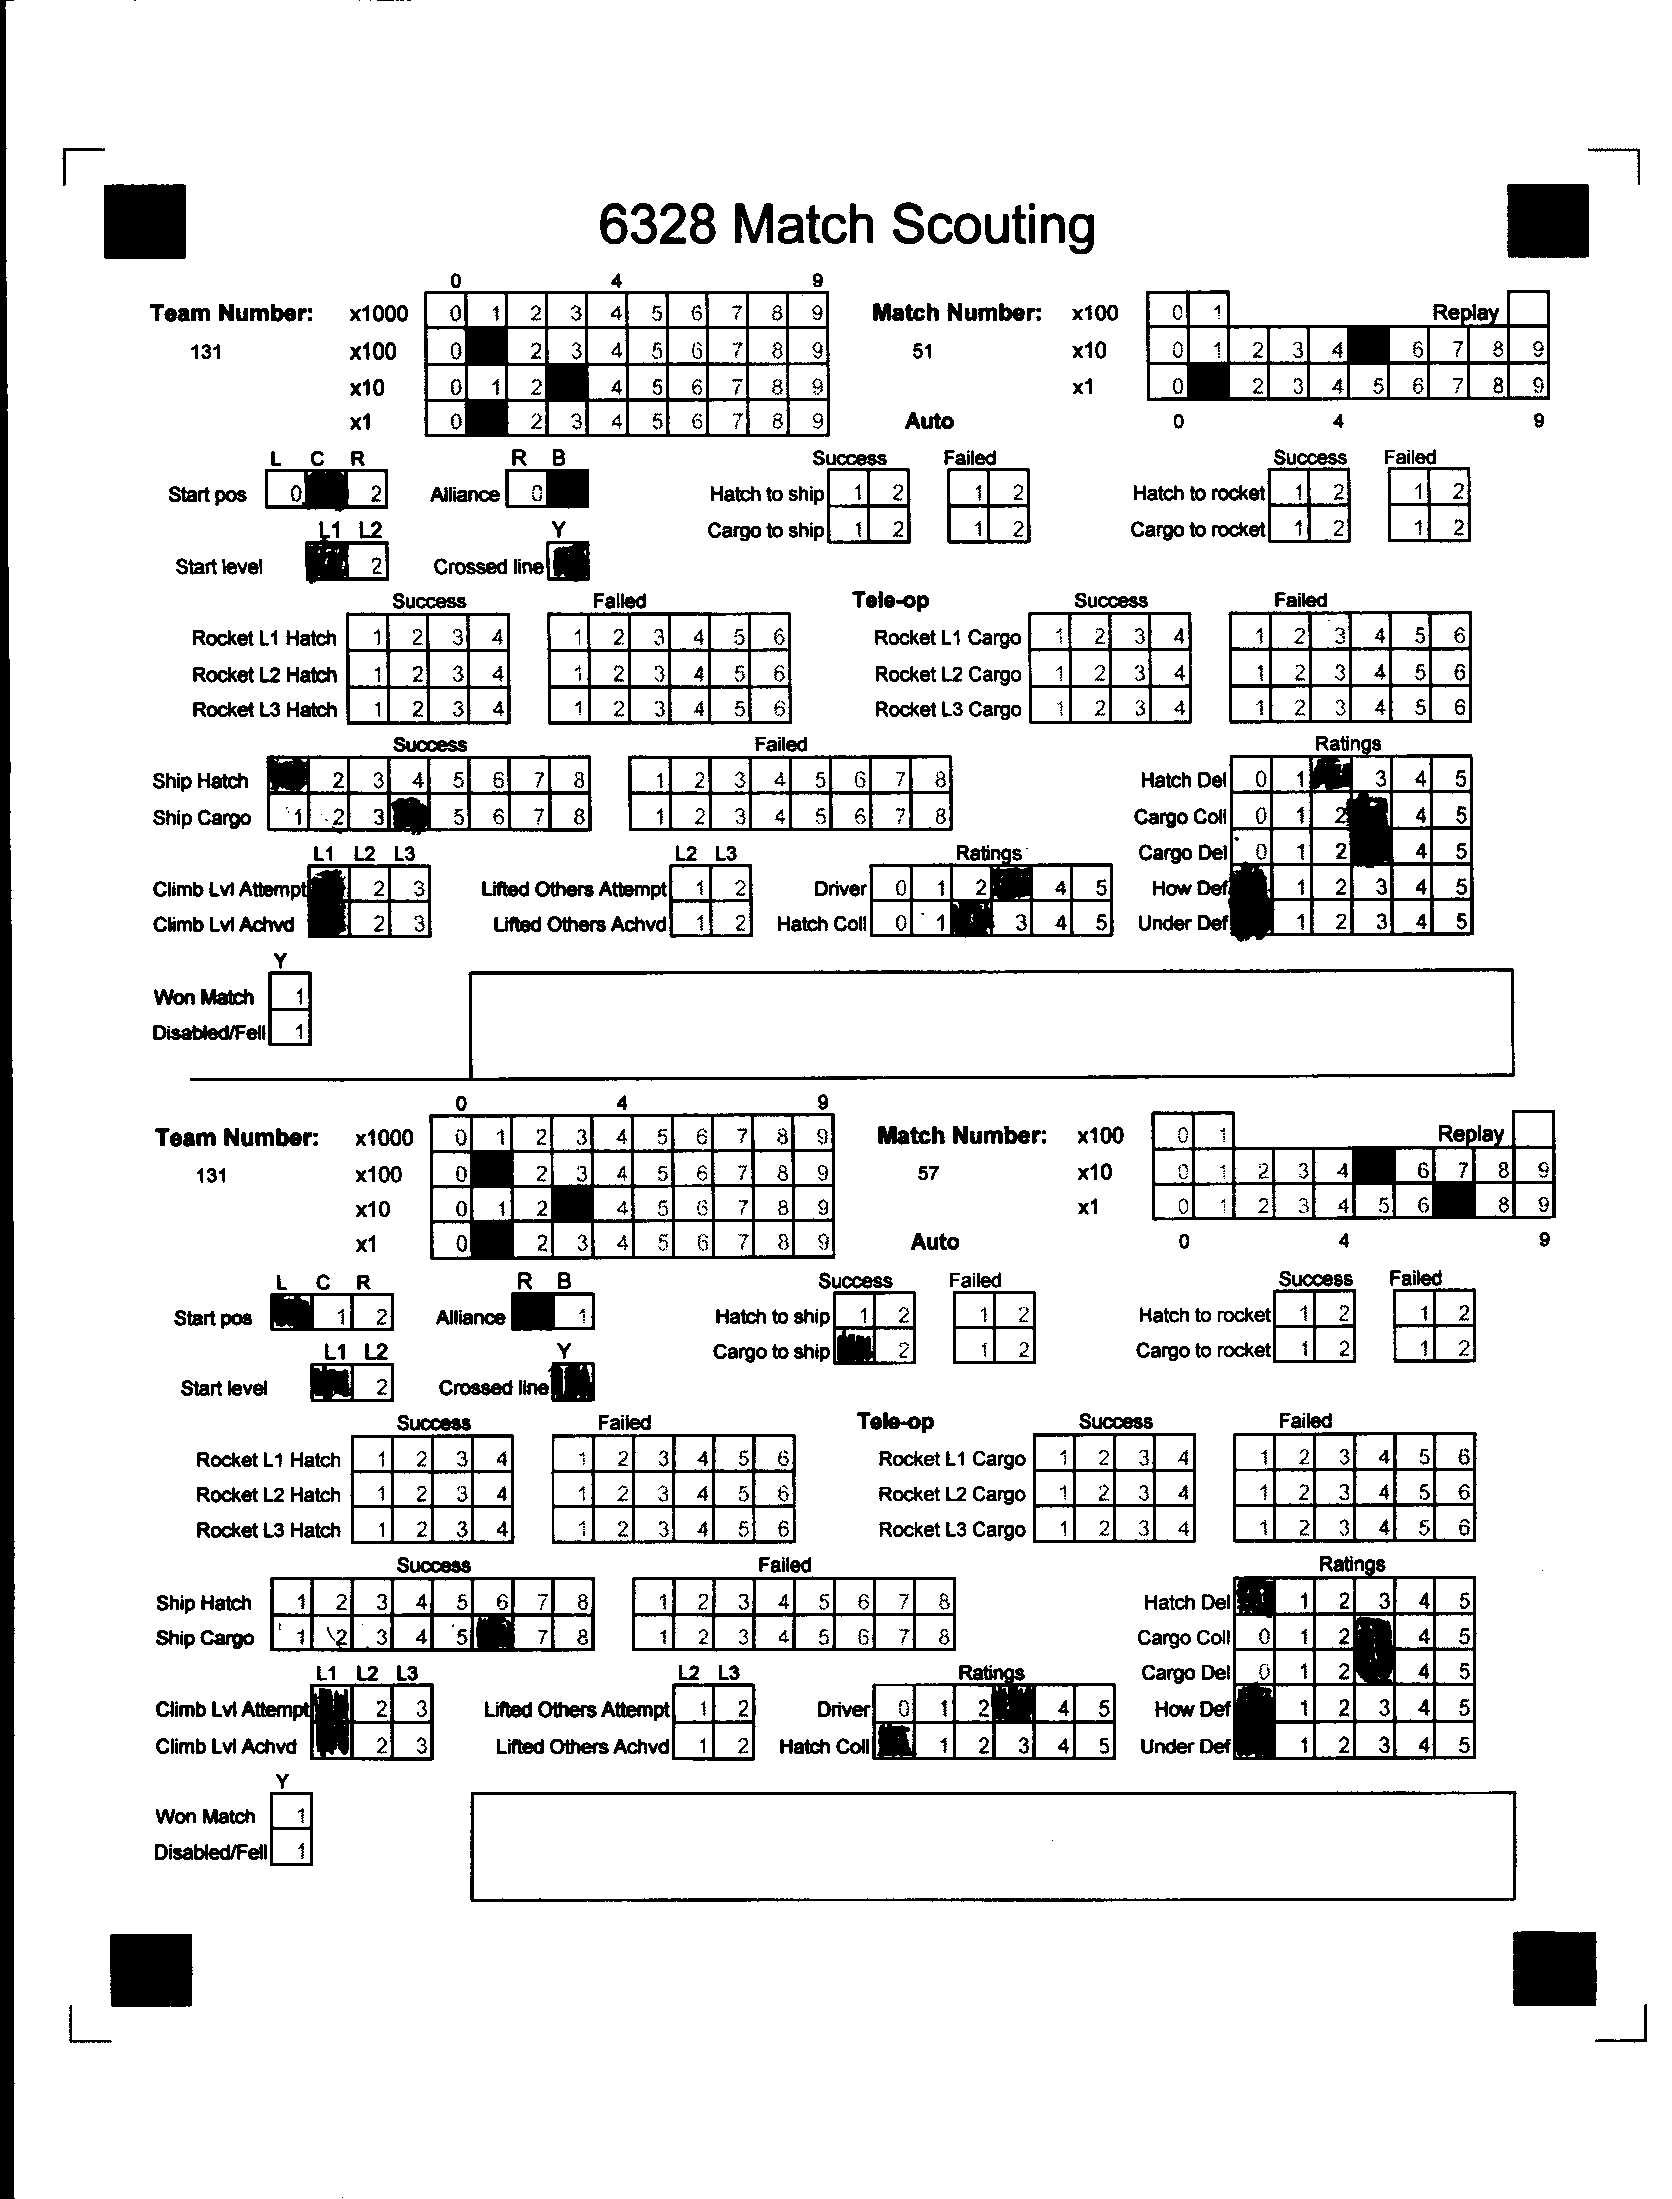 6328 Match Scouting
0 4 9
Team Number: x1000 0 1 2 3 4 5 6 7 8 9 Match Number: x100 0 1 Replay
131 x100 0 2 3 4 5 6 7 8 9 51 x10 0 1 2 3 4 6 7 8 9
x10 0 1 2 4 5 6 7 8 9 x1 0 2 3 4 5 6 7 8 9
x1 0 2 3 4 5 6 7 8 9 Auto 0 4 9
L C R R B Success Failed Success Failed
Start pos 0 2 Alliance 0 Hatch to ship 1 2 1 2 Hatch to rocket 1 2 1 2
L1 L2 Y Cargo to ship 1 2 1 2 Cargo to rocket 1 2 1 2
Start level 2 Crossed line
Success Failed Tele-op Success Failed
Rocket L1 Hatch 1 2 3 4 1 2 3 4 5 6 Rocket L1 Cargo 1 2 3 4 1 2 3 4 5 6
Rocket L2 Hatch 1 2 3 4 1 2 3 4 5 6 Rocket L2 Cargo 1 2 3 4 1 2 3 4 5 6
Rocket L3 Hatch 1 2 3 4 1 2 3 4 5 6 Rocket L3 Cargo 1 2 3 4 1 2 3 4 5 6
Success Failed Ratings
Ship Hatch 2 3 4 5 6 7 8 1 2 3 4 5 6 7 8 Hatch Del 0 1 3 4 5
Ship Cargo 1 2 3 5 6 7 8 1 2 3 4 5 6 7 8 Cargo Coll 0 1 2 4 5
L1 L2 L3 L2 L3 Ratings Cargo Del 0 1 2 4 5
Climb Lvl Attempt 2 3 Lifted Others Attempt 1 2 Driver 0 1 2 4 5 How Def 1 2 3 4 5
Climb Lvl Achvd 2 3 Lifted Others Achvd 1 2 Hatch Coll 0 1 3 4 5 Under Def 1 2 3 4 5
Y
Won Match 1
Disabled/Fell 1
0 4 9
Team Number: x1000 0 1 2 3 4 5 6 7 8 9 Match Number: x100 0 1 Replay
131 x100 0 2 3 4 5 6 7 8 9 57 x10 0 1 2 3 4 6 7 8 9
x10 0 1 2 4 5 6 7 8 9 x1 0 1 2 3 4 5 6 8 9
x1 0 2 3 4 5 6 7 8 9 Auto 0 4 9
L C R R B Success Failed Success Failed
Start pos 1 2 Alliance 1 Hatch to ship 1 2 1 2 Hatch to rocket 1 2 1 2
L1 L2 Y Cargo to ship 2 1 2 Cargo to rocket 1 2 1 2
Start level 2 Crossed line
Success Failed Tele-op Success Failed
Rocket L1 Hatch 1 2 3 4 1 2 3 4 5 6 Rocket L1 Cargo 1 2 3 4 1 2 3 4 5 6
Rocket L2 Hatch 1 2 3 4 1 2 3 4 5 6 Rocket L2 Cargo 1 2 3 4 1 2 3 4 5 6
Rocket L3 Hatch 1 2 3 4 1 2 3 4 5 6 Rocket L3 Cargo 1 2 3 4 1 2 3 4 5 6
Success Failed Ratings
Ship Hatch 1 2 3 4 5 6 7 8 1 2 3 4 5 6 7 8 Hatch Del 1 2 3 4 5
Ship Cargo 1 2 3 4 5 7 8 1 2 3 4 5 6 7 8 Cargo Coll 0 1 2 4 5
L1 L2 L3 L2 L3 Ratings Cargo Del 0 1 2 4 5
Climb Lvl Attempt 2 3 Lifted Others Attempt 1 2 Driver 0 1 2 4 5 How Def 1 2 3 4 5
Climb Lvl Achvd 2 3 Lifted Others Achvd 1 2 Hatch Coll 1 2 3 4 5 Under Def 1 2 3 4 5
Y
Won Match 1
Disabled/Fell 1